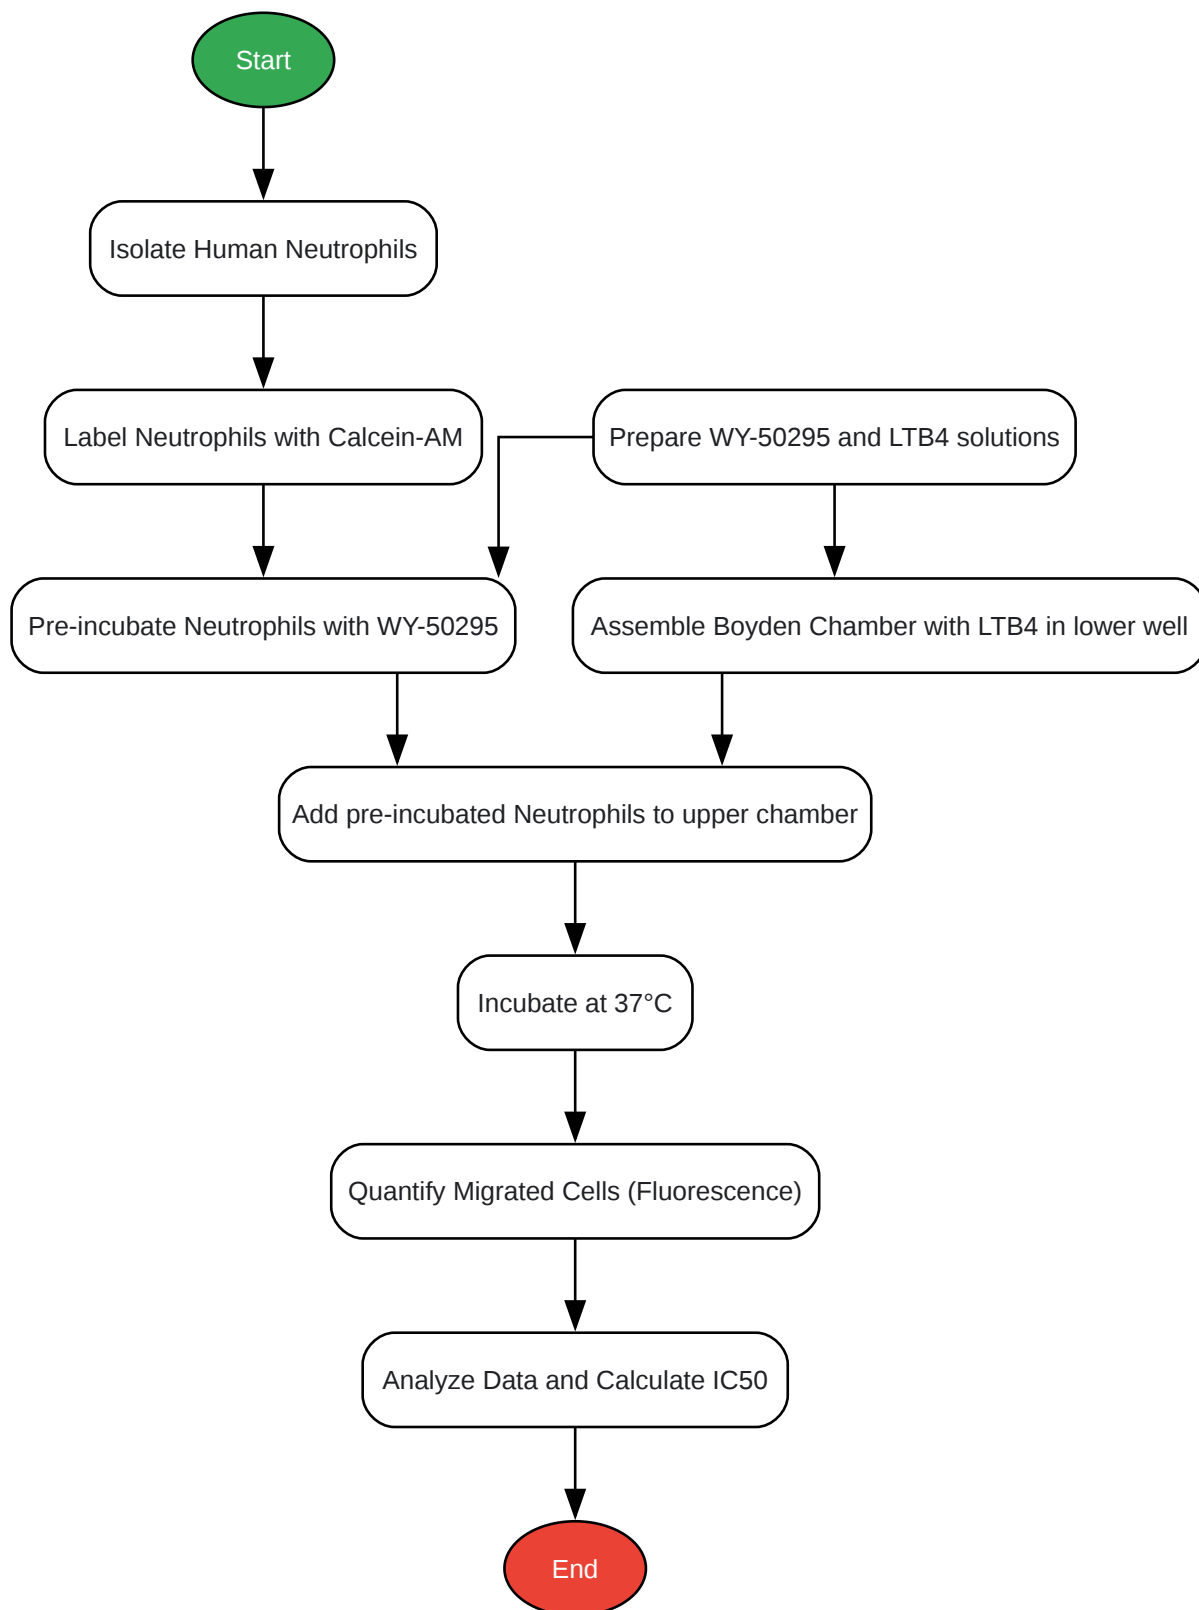 Start
Isolate Human Neutrophils
Label Neutrophils with Calcein-AM
Prepare WY-50295 and LTB4 solutions
Pre-incubate Neutrophils with WY-50295
Assemble Boyden Chamber with LTB4 in lower well
Add pre-incubated Neutrophils to upper chamber
Incubate at 37°C
Quantify Migrated Cells (Fluorescence)
Analyze Data and Calculate IC50
End